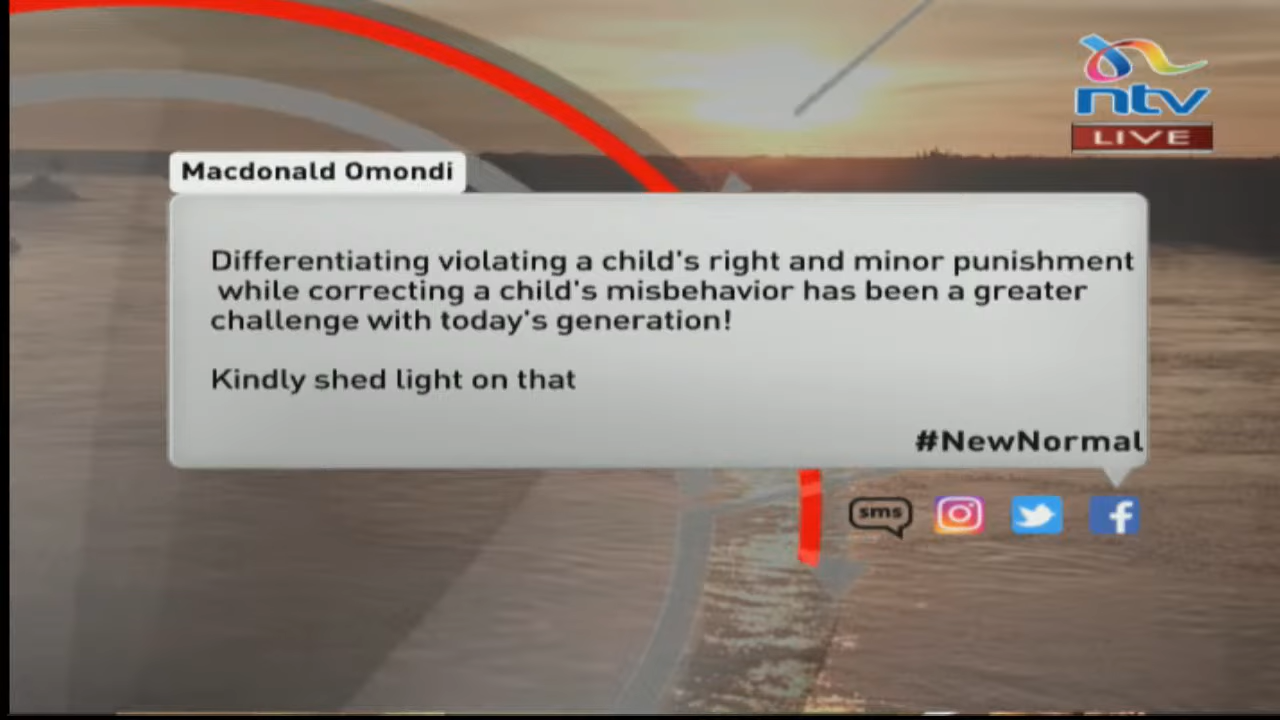 ntv
LIVE
Macdonald Omondi
Differentiating violating a child's right and minor punishment
while correcting a child's misbehavior has been a greater
challenge with today's generation!
Kindly shed light on that
#NewNormal
sms